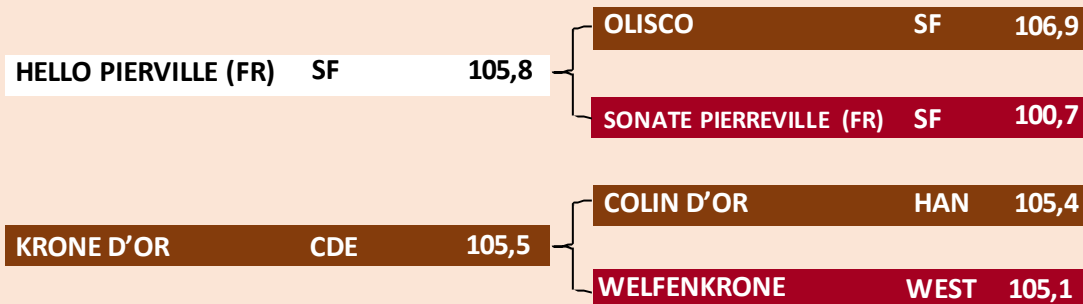 OLISCO SF 106,9
HELLO PIERVILLE (FR) SF 105,8
SONATE PIERREVILLE (FR) SF 100,7
COLIN D’OR HAN 105,4
KRONE D’OR CDE 105,5
WELFENKRONE WEST 105,1